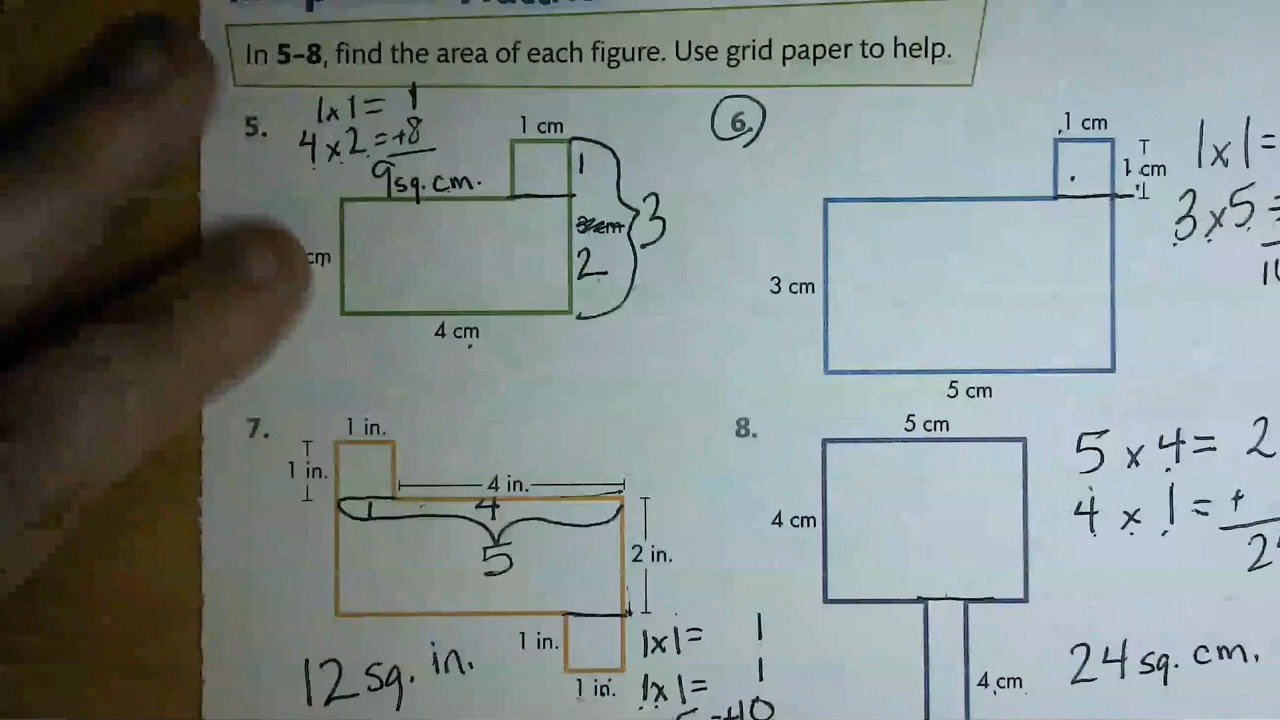 In 5–8, find the area of each figure. Use grid paper to help.
5.
1x1= 1
4x2=+8
9sq.cm.
1 cm
1
2
3
cm
4 cm
6.
1 cm
1 cm
3 cm
5 cm
1x1=
3x5=
7.
1 in.
1 in.
4 in.
1
4
5
2 in.
1 in.
1 in.
12 sq. in.
1x1= 1
1x1= 1
+10
8.
5 cm
4 cm
4 cm
5 x 4= 2
4 x 1= +
24 sq. cm.